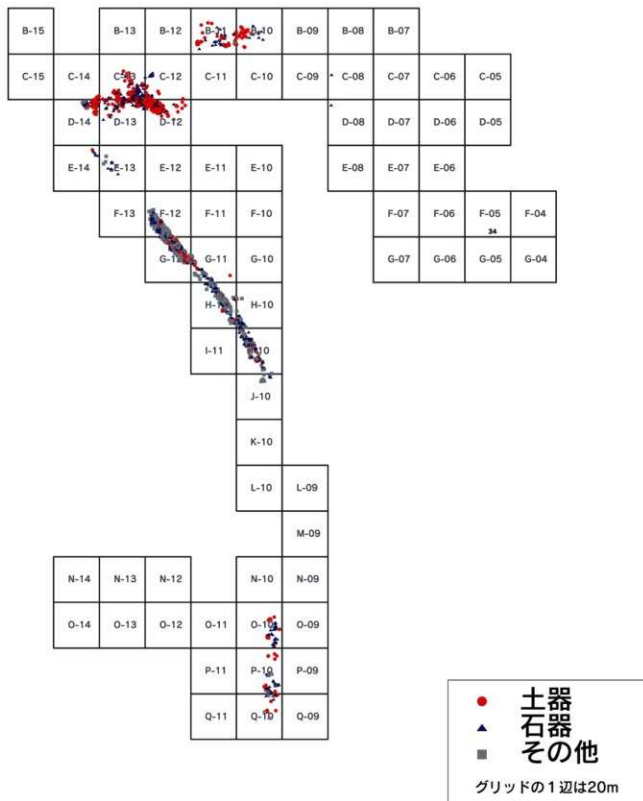 B-15 B-13 B-12 B-11 B-10 B-09 B-08 B-07
C-15 C-14 C-13 C-12 C-11 C-10 C-09 C-08 C-07 C-06 C-05
D-14 D-13 D-12 D-08 D-07 D-06 D-05
E-14 E-13 E-12 E-11 E-10 E-08 E-07 E-06
F-13 F-12 F-11 F-10 F-07 F-06 F-05 F-04
34
G-12 G-11 G-10 G-07 G-06 G-05 G-04
H-10
I-11
J-10
K-10
L-10 L-09
M-09
N-14 N-13 N-12 N-10 N-09
O-14 O-13 O-12 O-11 O-10 O-09
P-11 P-10 P-09
Q-11 Q-10 Q-09
土器
石器
その他
グリッドの1辺は20m